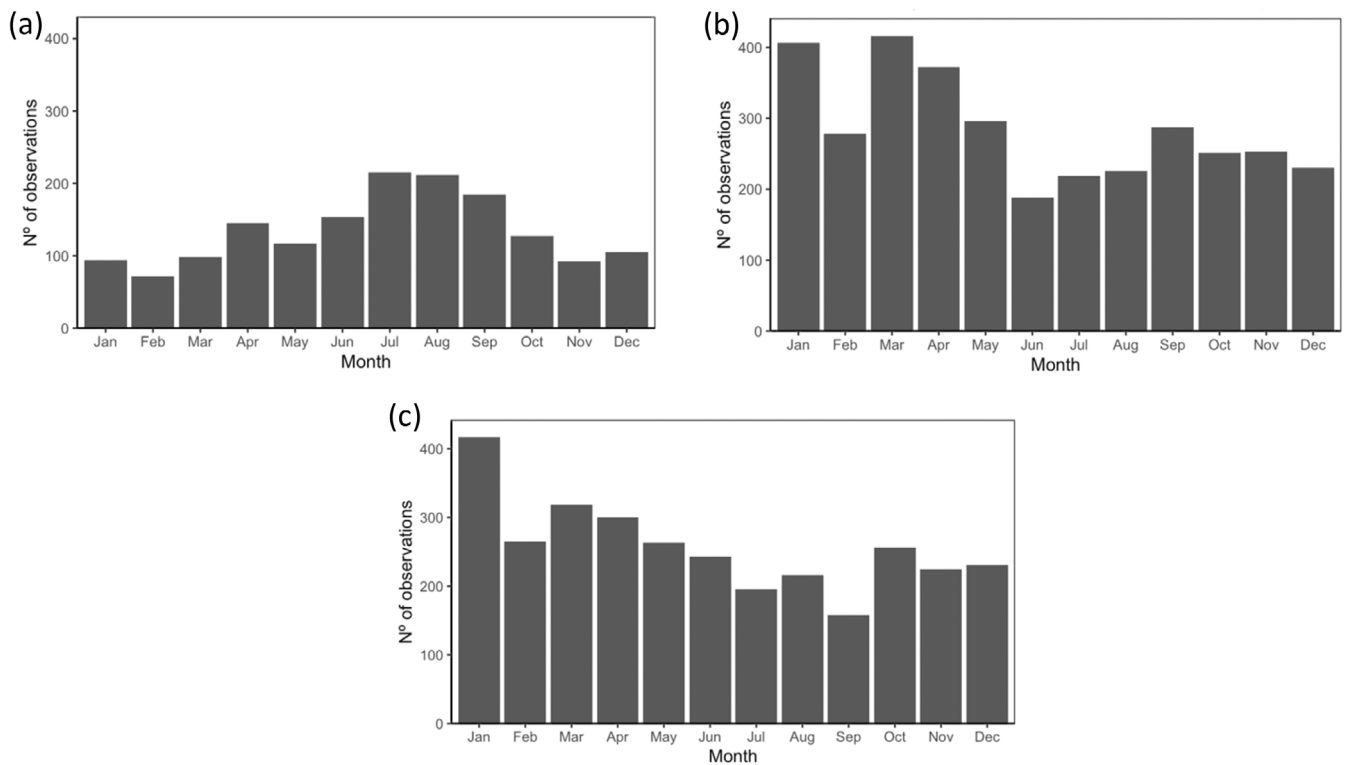 (a)
400
300
200
100
0
Nº of observations
Jan Feb Mar Apr May Jun Jul Aug Sep Oct Nov Dec
Month
(b)
400
300
200
100
0
Nº of observations
Jan Feb Mar Apr May Jun Jul Aug Sep Oct Nov Dec
Month
(c)
400
300
200
100
0
Nº of observations
Jan Feb Mar Apr May Jun Jul Aug Sep Oct Nov Dec
Month